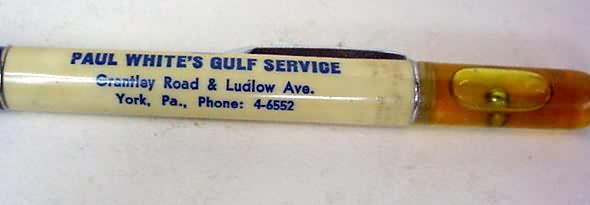 PAUL WHITE'S GULF SERVICE
Grantley Road & Ludlow Ave.
York, Pa., Phone: 4-6552